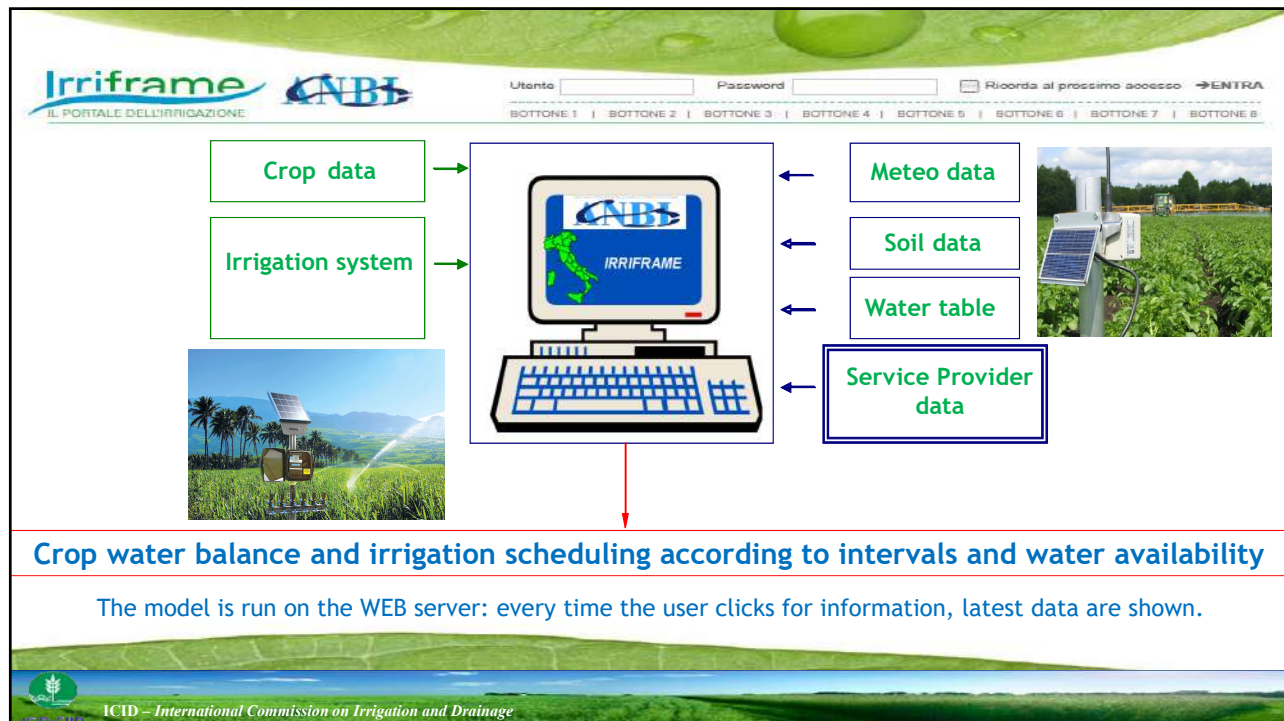 Irriframe
IL PORTALE DELL'IRRIGAZIONE
ANBI
Utente Password Ricorda al prossimo accesso ➔ENTRA
BOTTONE 1 | BOTTONE 2 | BOTTONE 3 | BOTTONE 4 | BOTTONE 5 | BOTTONE 6 | BOTTONE 7 | BOTTONE 8
Crop data
Irrigation system
ANBI
IRRIFRAME
Meteo data
Soil data
Water table
Service Provider
data
Crop water balance and irrigation scheduling according to intervals and water availability
The model is run on the WEB server: every time the user clicks for information, latest data are shown.
ICID – International Commission on Irrigation and Drainage